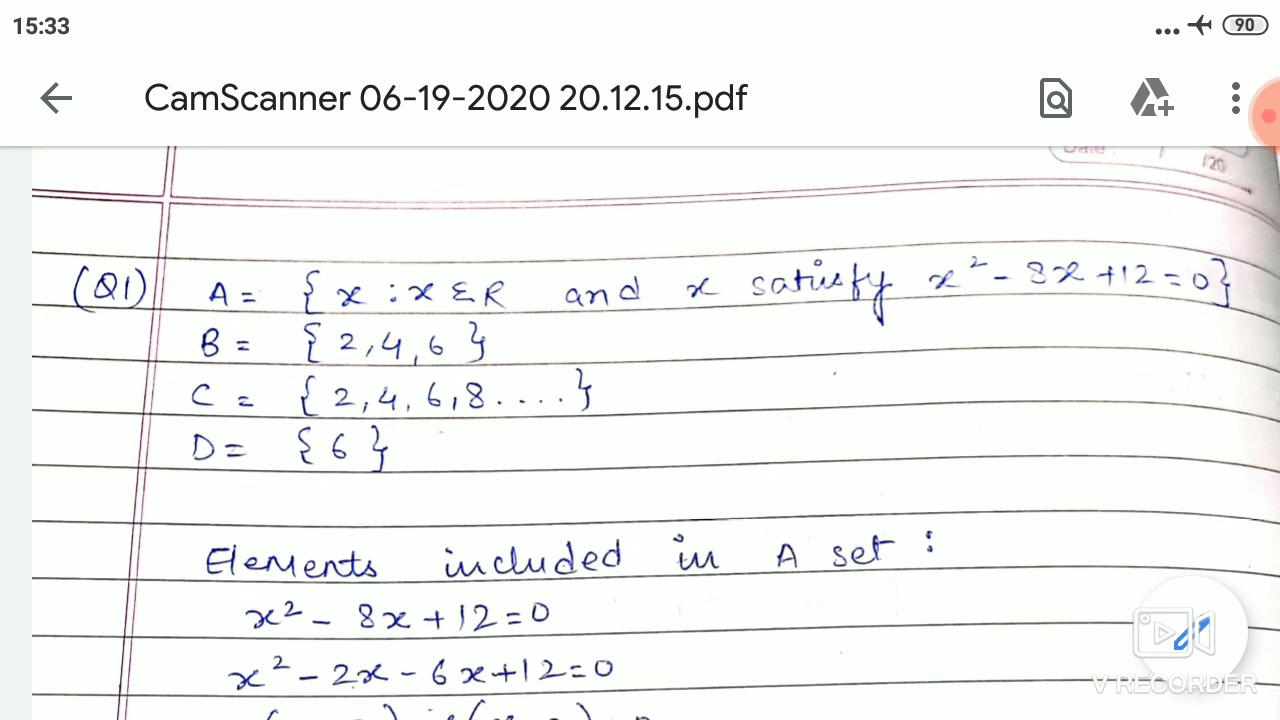 15:33
90
CamScanner 06-19-2020 20.12.15.pdf
Date
120
(Q1) A = { x : x ∈ R and x satisfy x² - 8x + 12 = 0}
B = { 2, 4, 6 }
C = { 2, 4, 6, 8 . . . . }
D = { 6 }
Elements included in A set :
x² - 8x + 12 = 0
x² - 2x - 6x + 12 = 0
V RECORDER